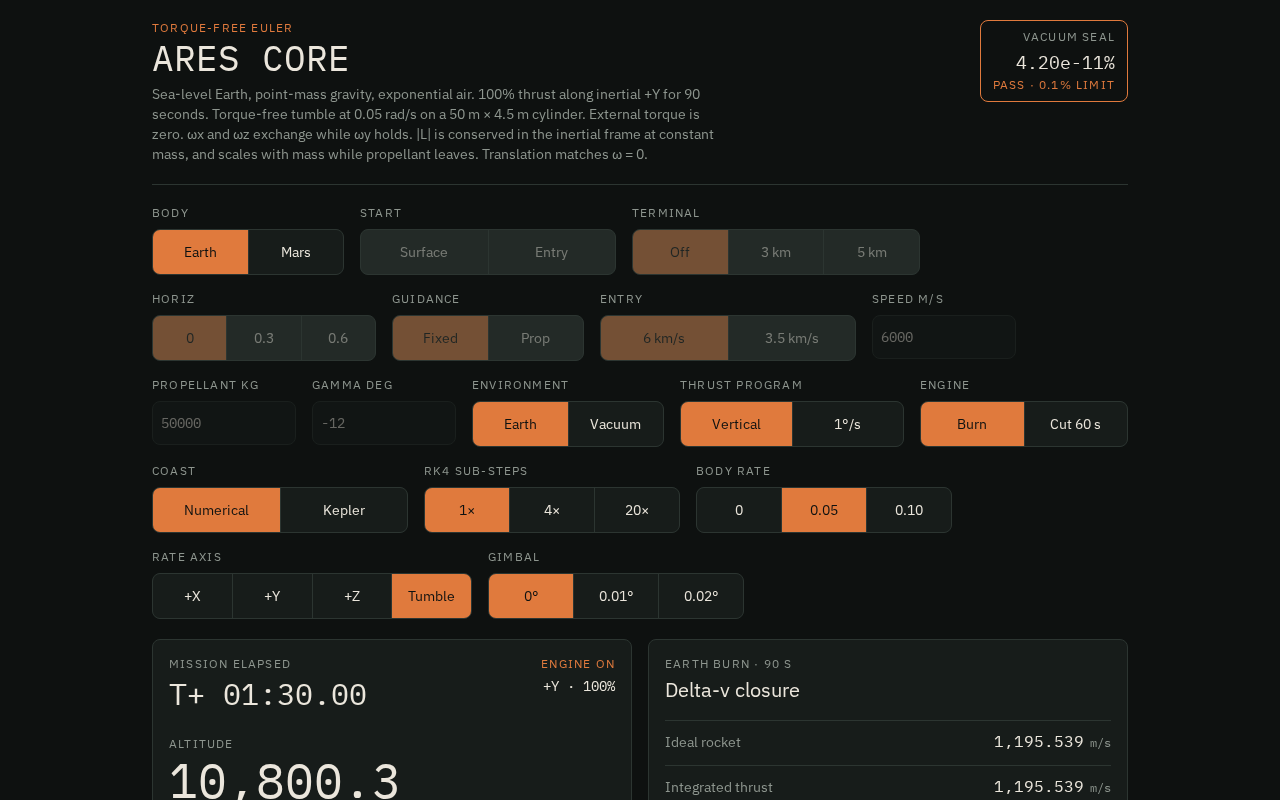 TORQUE-FREE EULER
ARES CORE
Sea-level Earth, point-mass gravity, exponential air. 100% thrust along inertial +Y for 90
seconds. Torque-free tumble at 0.05 rad/s on a 50 m × 4.5 m cylinder. External torque is
zero. ωx and ωz exchange while ωy holds. |L| is conserved in the inertial frame at constant
mass, and scales with mass while propellant leaves. Translation matches ω = 0.
VACUUM SEAL
4.20e-11%
PASS · 0.1% LIMIT
BODY START TERMINAL
Earth Mars Surface Entry Off 3 km 5 km
HORIZ GUIDANCE ENTRY SPEED M/S
0 0.3 0.6 Fixed Prop 6 km/s 3.5 km/s 6000
PROPELLANT KG GAMMA DEG ENVIRONMENT THRUST PROGRAM ENGINE
50000 -12 Earth Vacuum Vertical 1°/s Burn Cut 60 s
COAST RK4 SUB-STEPS BODY RATE
Numerical Kepler 1× 4× 20× 0 0.05 0.10
RATE AXIS GIMBAL
+X +Y +Z Tumble 0° 0.01° 0.02°
MISSION ELAPSED ENGINE ON
T+ 01:30.00 +Y · 100%
ALTITUDE
10,800.3
EARTH BURN · 90 S
Delta-v closure
Ideal rocket 1,195.539 m/s
Integrated thrust 1,195.539 m/s